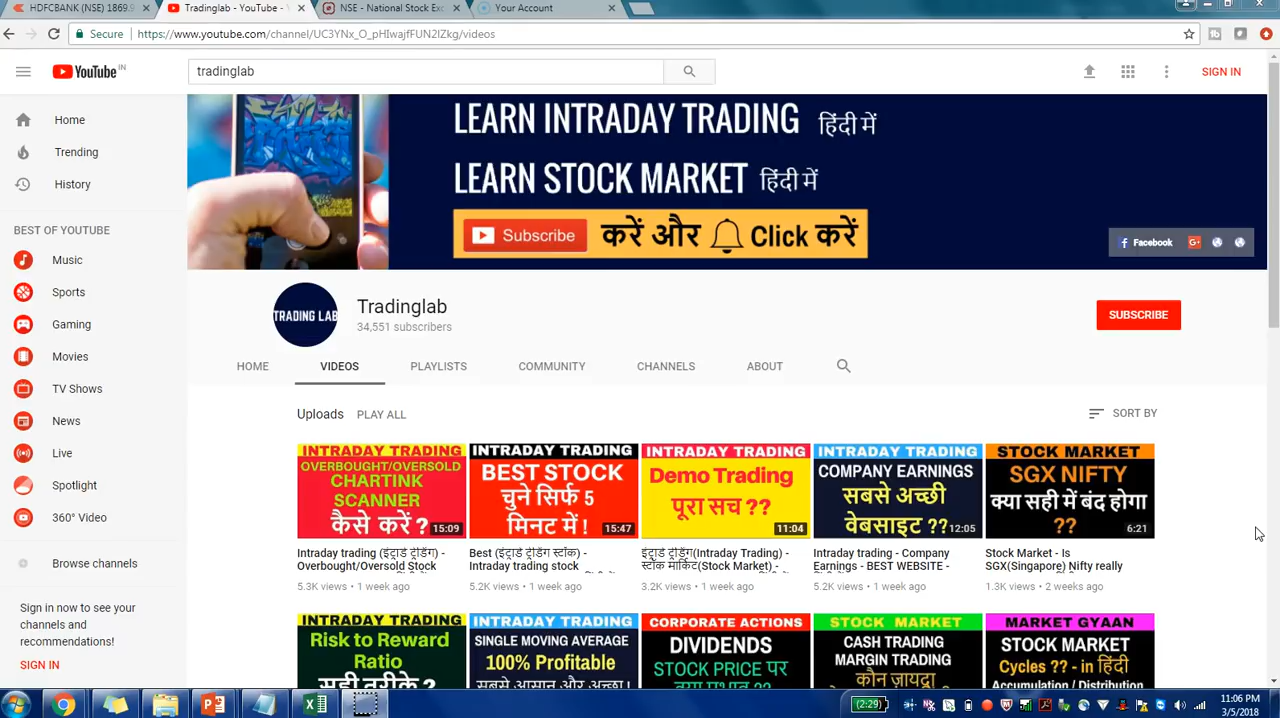 HDFCBANK (NSE) 1869.9
Tradinglab - YouTube -
NSE - National Stock Exc
Your Account
Secure
https://www.youtube.com/channel/UC3YNx_O_pHIwajfFUN2IZkg/videos
YouTube IN
tradinglab
SIGN IN
Home
Trending
History
BEST OF YOUTUBE
Music
Sports
Gaming
Movies
TV Shows
News
Live
Spotlight
360° Video
Browse channels
Sign in now to see your
channels and
recommendations!
SIGN IN
LEARN INTRADAY TRADING हिंदी में
LEARN STOCK MARKET हिंदी में
Subscribe करें और Click करें
Facebook
G+
TRADING LAB
Tradinglab
34,551 subscribers
SUBSCRIBE
HOME VIDEOS PLAYLISTS COMMUNITY CHANNELS ABOUT
Uploads PLAY ALL
SORT BY
INTRADAY TRADING
OVERBOUGHT/OVERSOLD
CHARTINK
SCANNER
कैसे करें ?
15:09
Intraday trading (इंट्राडे ट्रेडिंग) -
Overbought/Oversold Stock
5.3K views • 1 week ago
INTRADAY TRADING
BEST STOCK
चुने सिर्फ 5
मिनट में !
15:47
Best (इंट्राडे ट्रेडिंग स्टॉक) -
Intraday trading stock
5.2K views • 1 week ago
INTRADAY TRADING
Demo Trading
पूरा सच ??
11:04
इंट्राडे ट्रेडिंग(Intraday Trading) -
स्टॉक मार्किट(Stock Market) -
3.2K views • 1 week ago
INTRADAY TRADING
COMPANY EARNINGS
सबसे अच्छी
वेबसाइट ??
12:05
Intraday trading - Company
Earnings - BEST WEBSITE -
5.2K views • 1 week ago
STOCK MARKET
SGX NIFTY
क्या सही में बंद होगा
??
6:21
Stock Market - Is
SGX(Singapore) Nifty really
1.3K views • 2 weeks ago
INTRADAY TRADING
Risk to Reward
Ratio
सही तरीके ?
INTRADAY TRADING
SINGLE MOVING AVERAGE
100% Profitable
सबसे आसान और अच्छा !
CORPORATE ACTIONS
DIVIDENDS
STOCK PRICE पर
STOCK MARKET
CASH TRADING
MARGIN TRADING
कौन ज़्यादा
MARKET GYAAN
STOCK MARKET
Cycles ?? - in हिंदी
Accumulation / Distribution
(2:29)
11:06 PM
3/5/2018